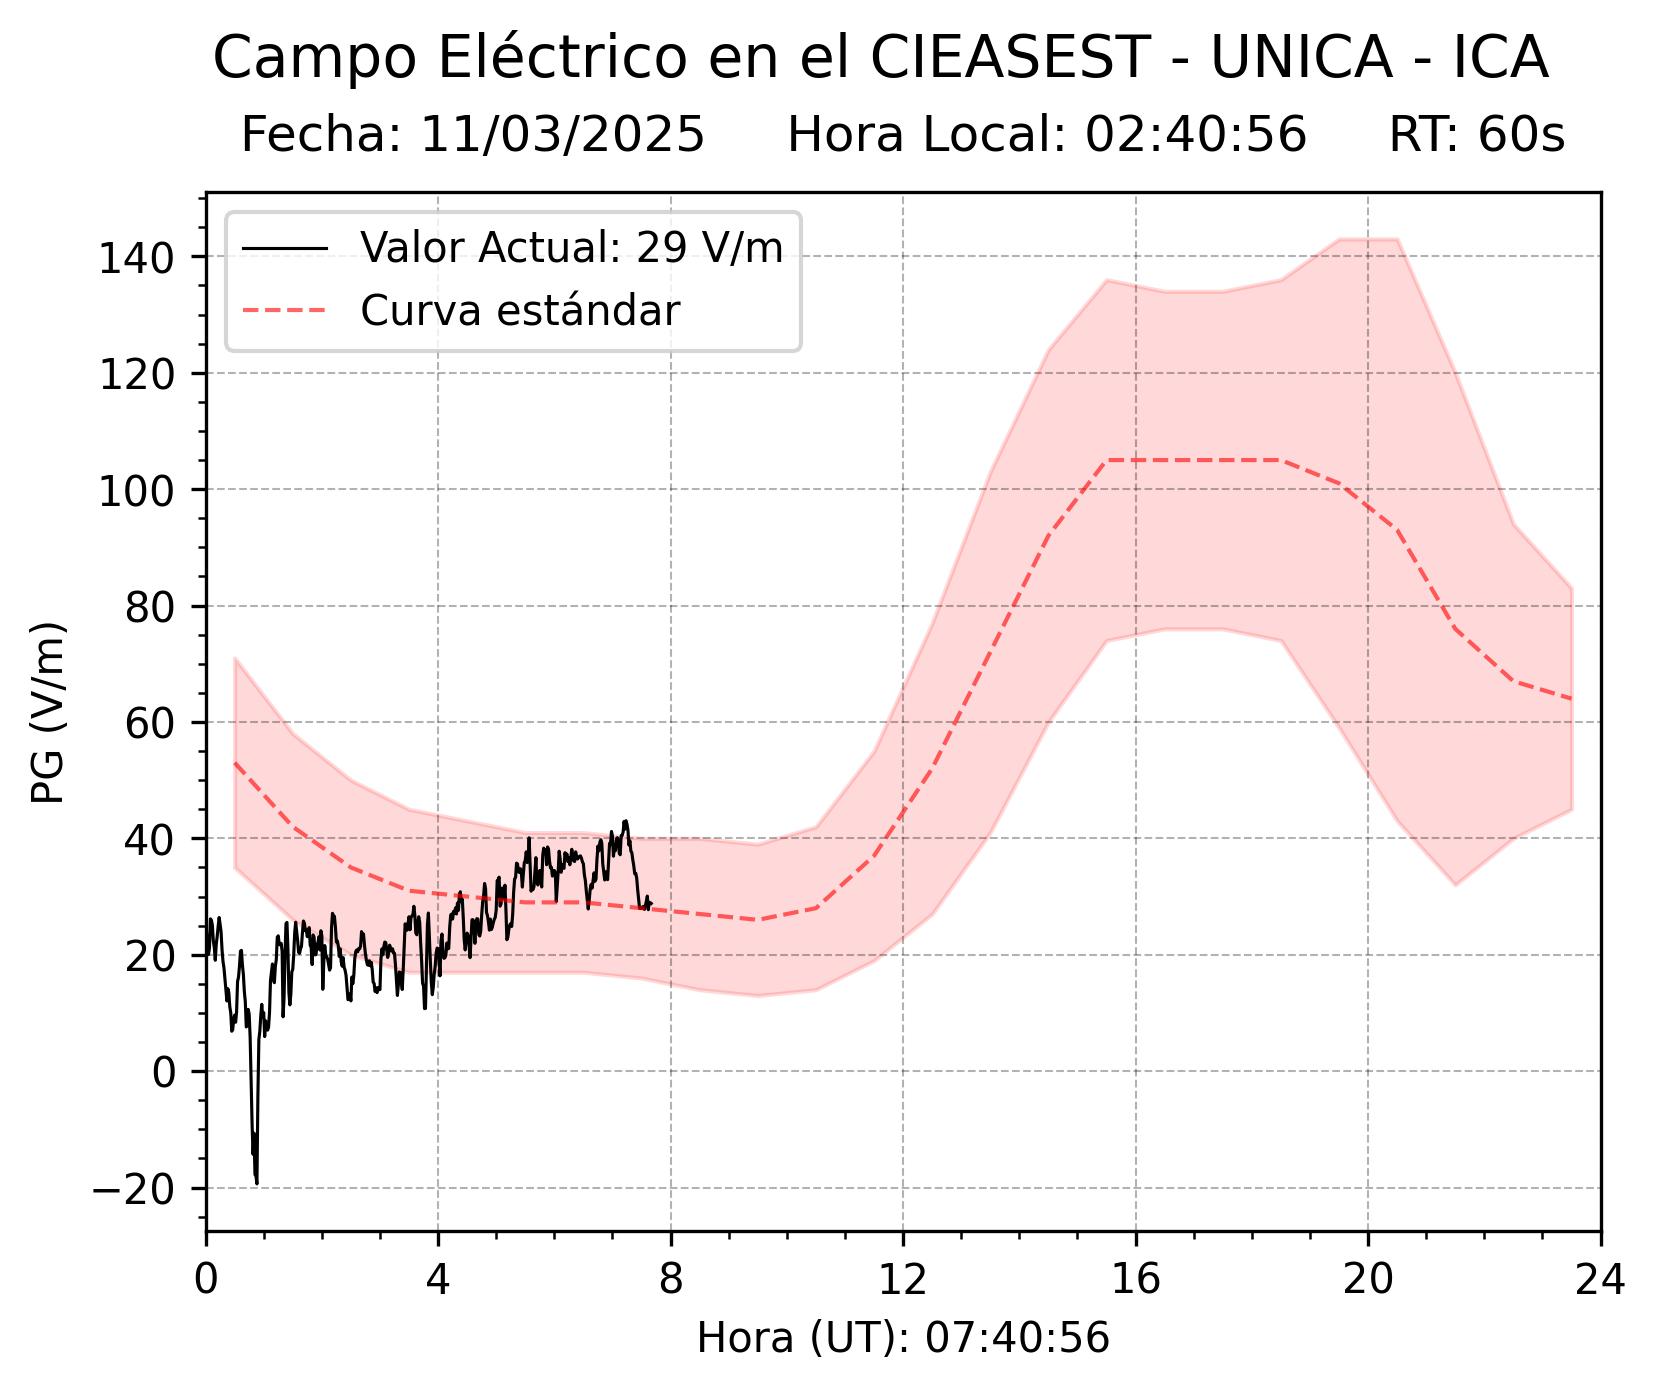 Campo Eléctrico en el CIEASEST - UNICA - ICA
Fecha: 11/03/2025 Hora Local: 02:40:56 RT: 60s
Valor Actual: 29 V/m
Curva estándar
PG (V/m)
140
120
100
80
60
40
20
0
−20
0 4 8 12 16 20 24
Hora (UT): 07:40:56